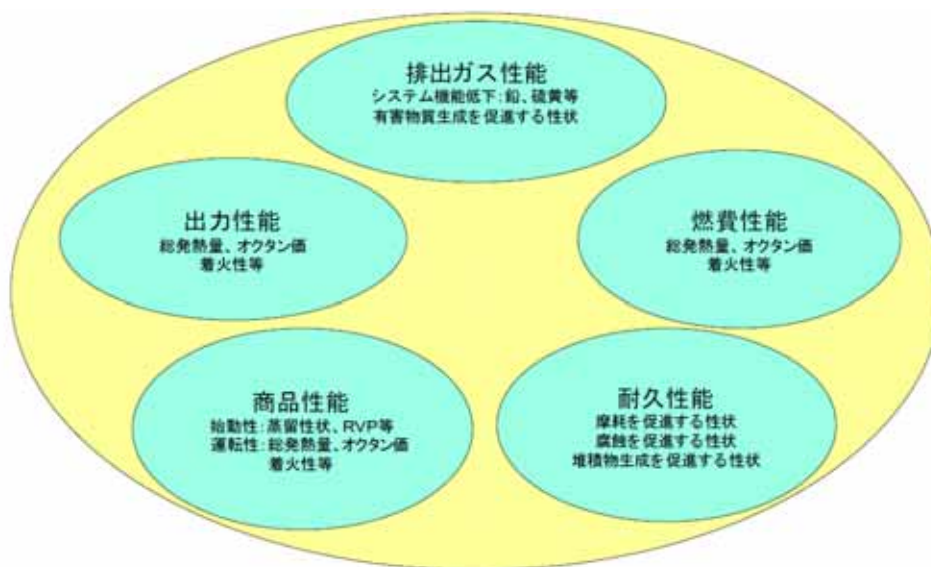 排出ガス性能
システム機能低下:鉛、硫黄等
有害物質生成を促進する性状
出力性能
総発熱量、オクタン価
着火性等
燃費性能
総発熱量、オクタン価
着火性等
商品性能
始動性:蒸留性状、RVP等
運転性:総発熱量、オクタン価
着火性等
耐久性能
摩耗を促進する性状
腐蝕を促進する性状
堆積物生成を促進する性状